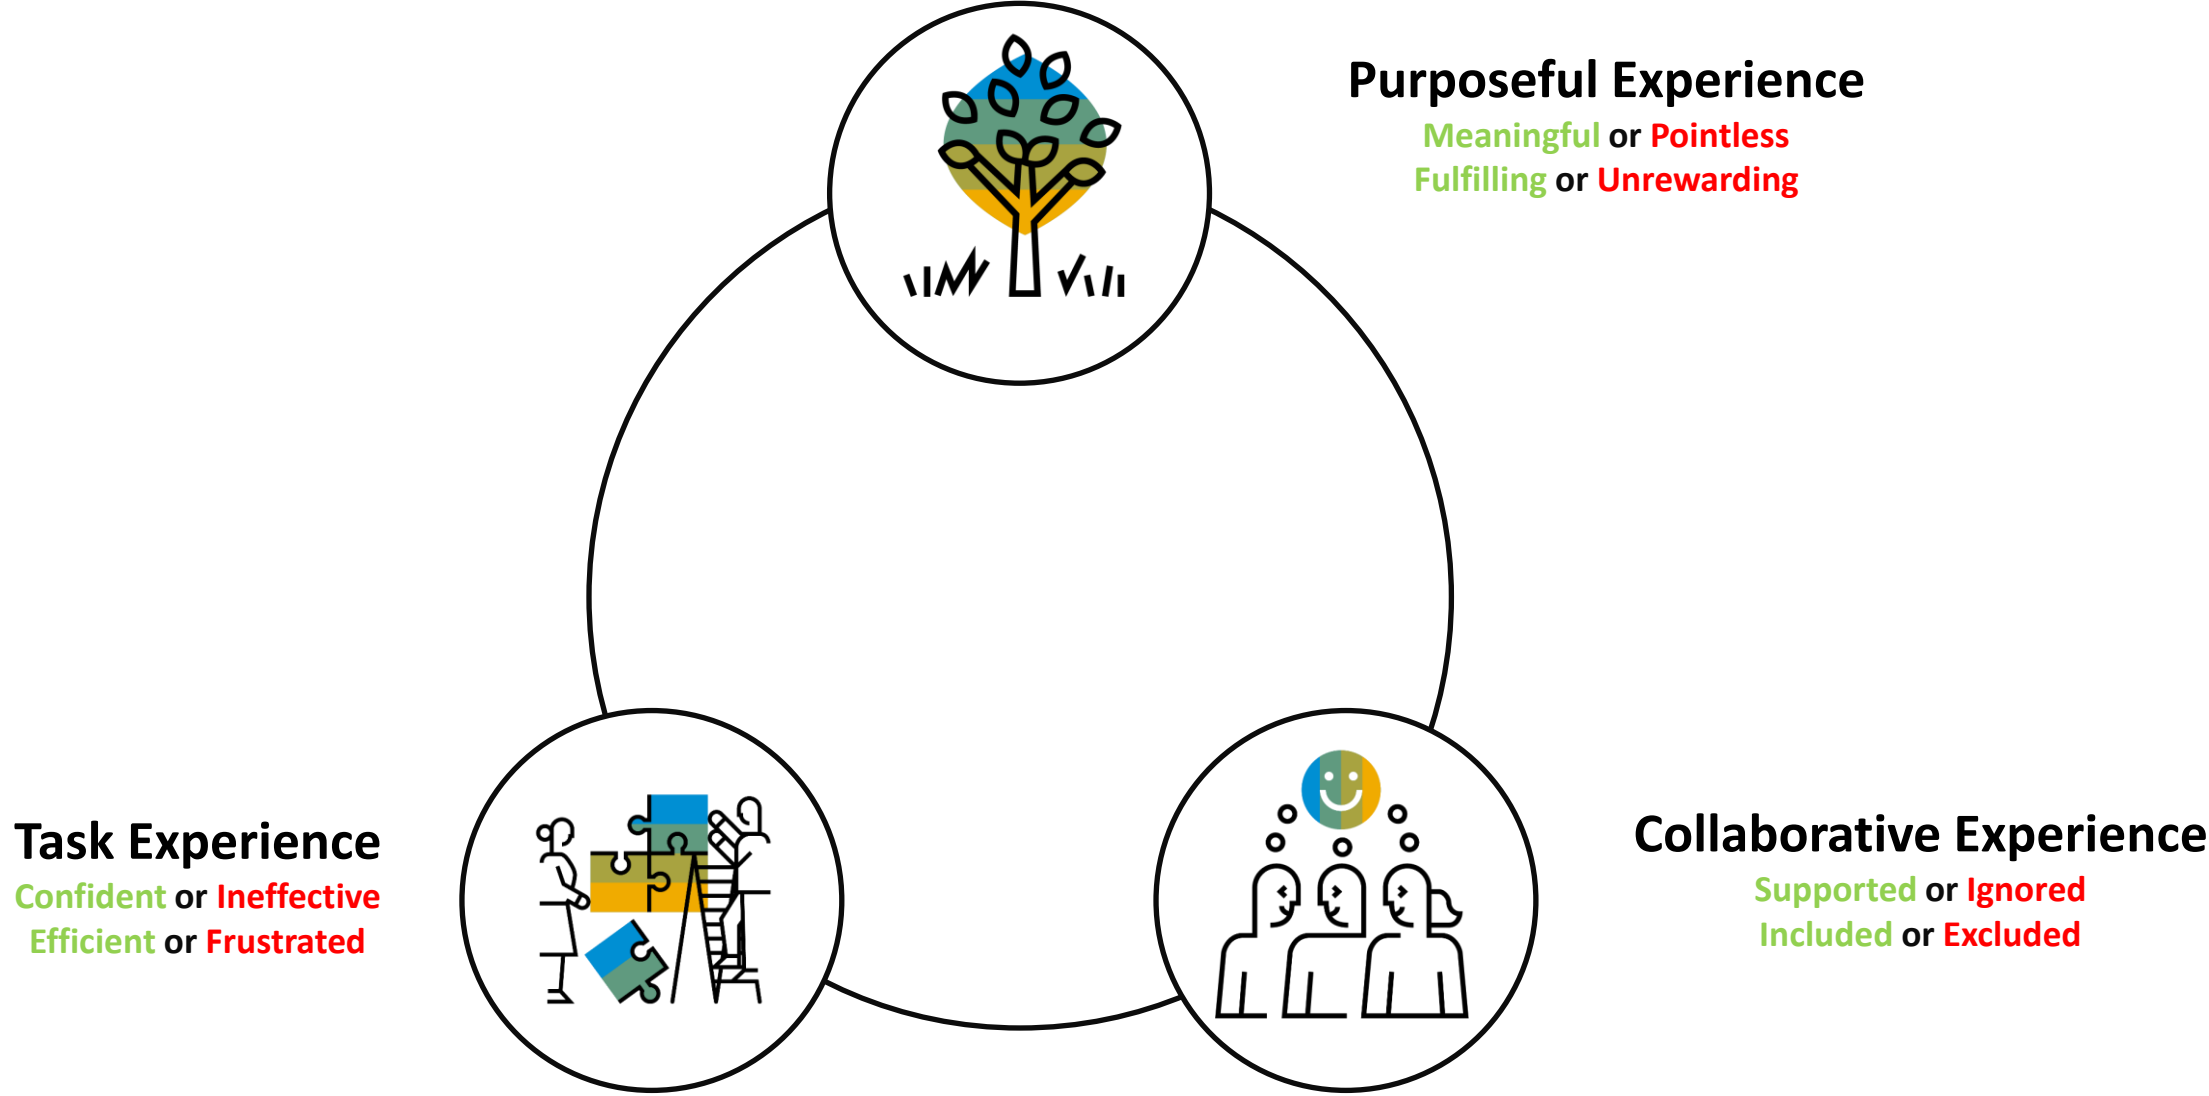 Purposeful Experience
Meaningful or Pointless
Fulfilling or Unrewarding
Task Experience
Confident or Ineffective
Efficient or Frustrated
Collaborative Experience
Supported or Ignored
Included or Excluded